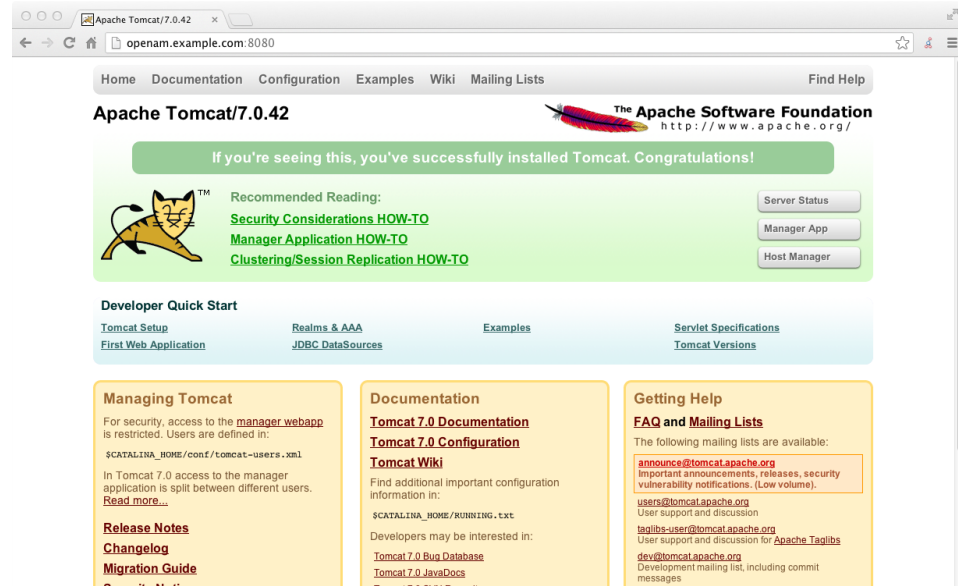 Apache Tomcat/7.0.42
openam.example.com:8080
Home Documentation Configuration Examples Wiki Mailing Lists Find Help
Apache Tomcat/7.0.42
The Apache Software Foundation
http://www.apache.org/
If you're seeing this, you've successfully installed Tomcat. Congratulations!
TM
Recommended Reading:
Security Considerations HOW-TO
Manager Application HOW-TO
Clustering/Session Replication HOW-TO
Server Status
Manager App
Host Manager
Developer Quick Start
Tomcat Setup
First Web Application
Realms & AAA
JDBC DataSources
Examples
Servlet Specifications
Tomcat Versions
Managing Tomcat
For security, access to the manager webapp
is restricted. Users are defined in:
$CATALINA_HOME/conf/tomcat-users.xml
In Tomcat 7.0 access to the manager
application is split between different users.
Read more...
Release Notes
Changelog
Migration Guide
Documentation
Tomcat 7.0 Documentation
Tomcat 7.0 Configuration
Tomcat Wiki
Find additional important configuration
information in:
$CATALINA_HOME/RUNNING.txt
Developers may be interested in:
Tomcat 7.0 Bug Database
Tomcat 7.0 JavaDocs
Getting Help
FAQ and Mailing Lists
The following mailing lists are available:
announce@tomcat.apache.org
Important announcements, releases, security
vulnerability notifications. (Low volume).
users@tomcat.apache.org
User support and discussion
taglibs-user@tomcat.apache.org
User support and discussion for Apache Taglibs
dev@tomcat.apache.org
Development mailing list, including commit
messages